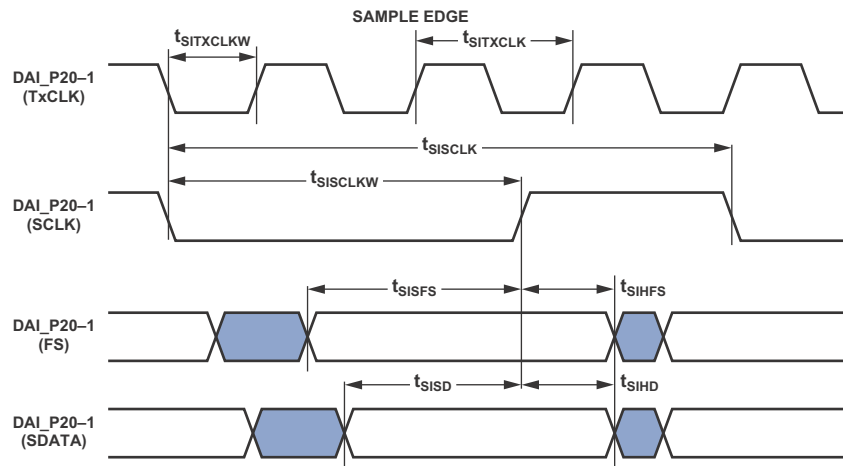 SAMPLE EDGE
tSITXCLKW
tSITXCLK
DAI_P20–1
(TxCLK)
tSISCLK
tSISCLKW
DAI_P20–1
(SCLK)
tSISFS
tSIHFS
DAI_P20–1
(FS)
tSISD
tSIHD
DAI_P20–1
(SDATA)